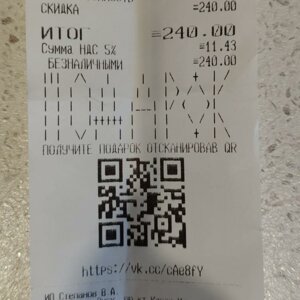 СКИДКА =240.00
ИТОГ =240.00
Сумма НДС 5% =11.43
БЕЗНАЛИЧНЫМИ =240.00
ПОЛУЧИТЕ ПОДАРОК ОТСКАНИРОВАВ QR
https://vk.cc/cAe8fY
ИП Степанов В.А.